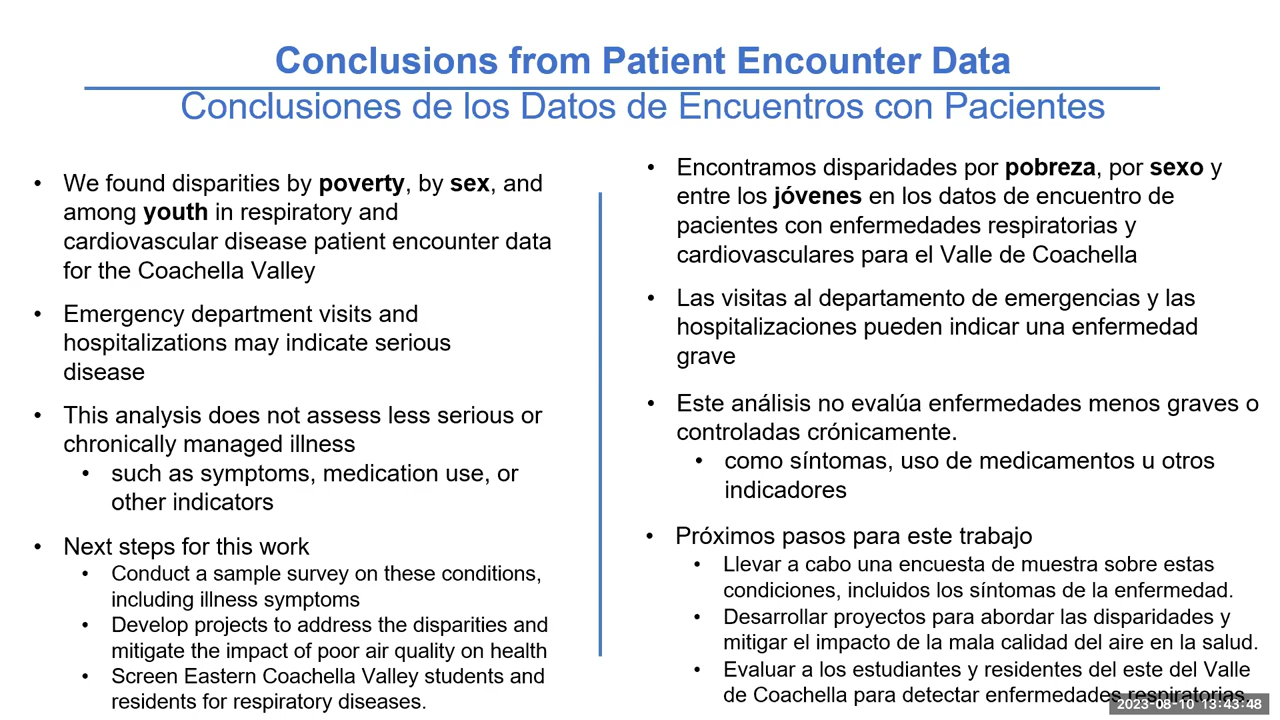 Conclusions from Patient Encounter Data
Conclusiones de los Datos de Encuentros con Pacientes
• We found disparities by poverty, by sex, and
among youth in respiratory and
cardiovascular disease patient encounter data
for the Coachella Valley
• Emergency department visits and
hospitalizations may indicate serious
disease
• This analysis does not assess less serious or
chronically managed illness
• such as symptoms, medication use, or
other indicators
• Next steps for this work
• Conduct a sample survey on these conditions,
including illness symptoms
• Develop projects to address the disparities and
mitigate the impact of poor air quality on health
• Screen Eastern Coachella Valley students and
residents for respiratory diseases.
• Encontramos disparidades por pobreza, por sexo y
entre los jóvenes en los datos de encuentro de
pacientes con enfermedades respiratorias y
cardiovasculares para el Valle de Coachella
• Las visitas al departamento de emergencias y las
hospitalizaciones pueden indicar una enfermedad
grave
• Este análisis no evalúa enfermedades menos graves o
controladas crónicamente.
• como síntomas, uso de medicamentos u otros
indicadores
• Próximos pasos para este trabajo
• Llevar a cabo una encuesta de muestra sobre estas
condiciones, incluidos los síntomas de la enfermedad.
• Desarrollar proyectos para abordar las disparidades y
mitigar el impacto de la mala calidad del aire en la salud.
• Evaluar a los estudiantes y residentes del este del Valle
de Coachella para detectar enfermedades respiratorias
2023-08-10 13:43:48